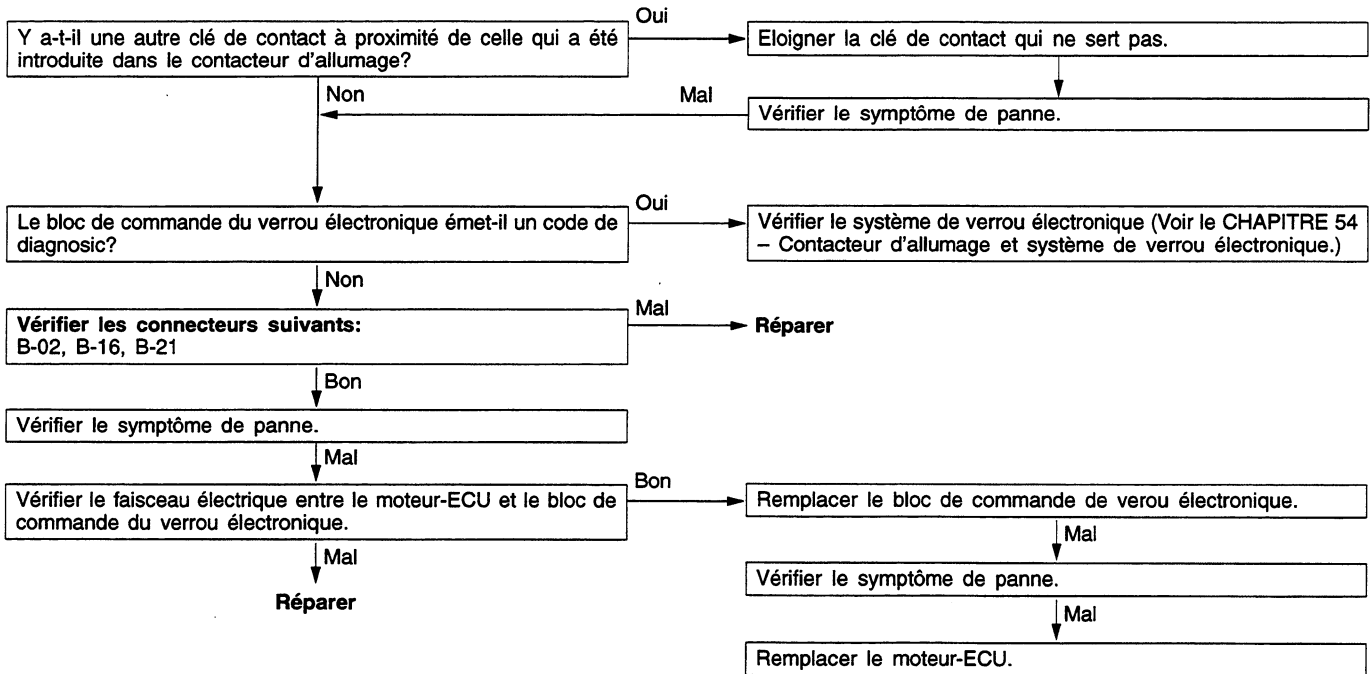 Oui
Y a-t-il une autre clé de contact à proximité de celle qui a été
introduite dans le contacteur d'allumage?
Eloigner la clé de contact qui ne sert pas.
Non
Mal
Vérifier le symptôme de panne.
Le bloc de commande du verrou électronique émet-il un code de
diagnosic?
Oui
Vérifier le système de verrou électronique (Voir le CHAPITRE 54
– Contacteur d'allumage et système de verrou électronique.)
Non
Vérifier les connecteurs suivants:
B-02, B-16, B-21
Mal
Réparer
Bon
Vérifier le symptôme de panne.
Mal
Vérifier le faisceau électrique entre le moteur-ECU et le bloc de
commande du verrou électronique.
Bon
Remplacer le bloc de commande de verou électronique.
Mal
Mal
Réparer
Vérifier le symptôme de panne.
Mal
Remplacer le moteur-ECU.